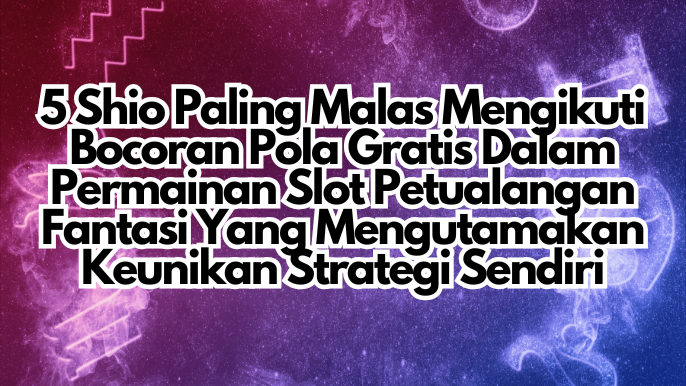 5 Shio Paling Malas Mengikuti
Bocoran Pola Gratis Dalam
Permainan Slot Petualangan
Fantasi Yang Mengutamakan
Keunikan Strategi Sendiri